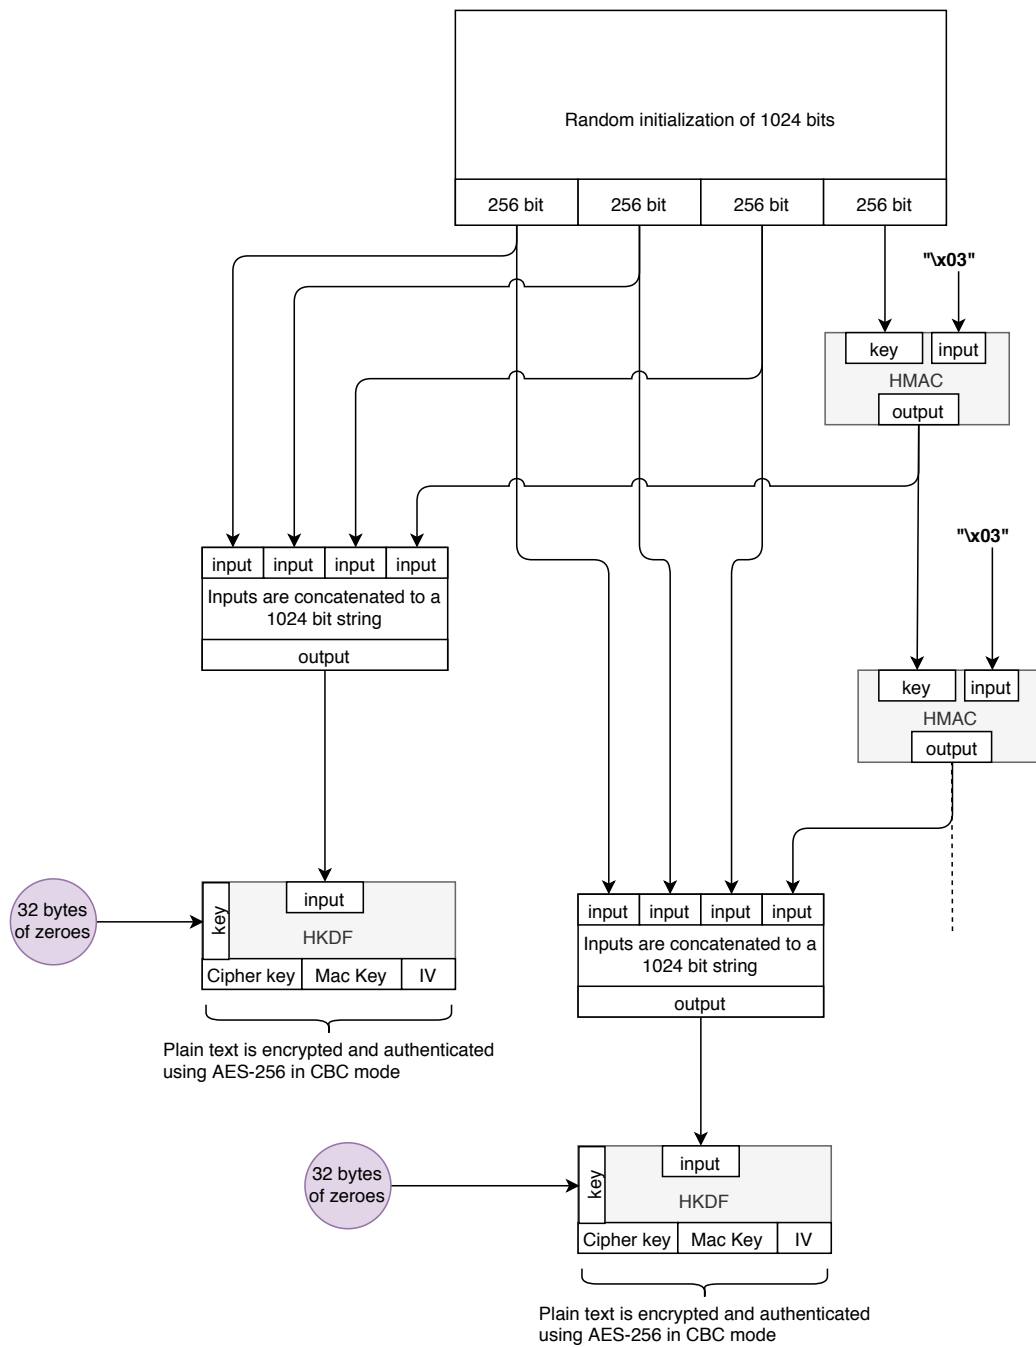 Random initialization of 1024 bits
256 bit
256 bit
256 bit
256 bit
"\x03"
key
input
HMAC
output
"\x03"
input
input
input
input
Inputs are concatenated to a
1024 bit string
output
key
input
HMAC
output
32 bytes
of zeroes
key
input
HKDF
Cipher key
Mac Key
IV
Plain text is encrypted and authenticated
using AES-256 in CBC mode
input
input
input
input
Inputs are concatenated to a
1024 bit string
output
32 bytes
of zeroes
key
input
HKDF
Cipher key
Mac Key
IV
Plain text is encrypted and authenticated
using AES-256 in CBC mode